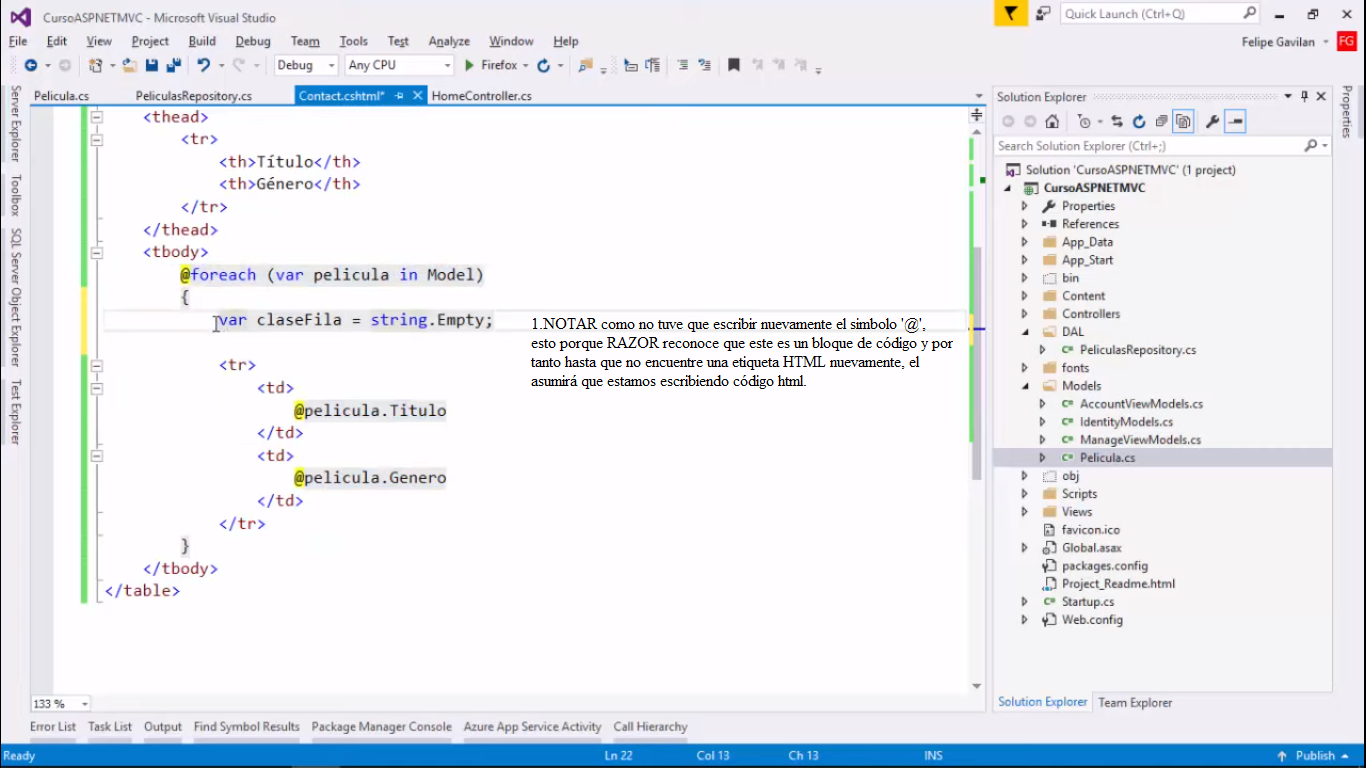 CursoASPNETMVC - Microsoft Visual Studio
Quick Launch (Ctrl+Q)
File Edit View Project Build Debug Team Tools Test Analyze Window Help
Felipe Gavilan FG
Debug Any CPU Firefox
Pelicula.cs PeliculasRepository.cs Contact.cshtml* HomeController.cs
Server Explorer
Toolbox
SQL Server Object Explorer
Test Explorer
<thead>
<tr>
<th>Título</th>
<th>Género</th>
</tr>
</thead>
<tbody>
@foreach (var pelicula in Model)
{
var claseFila = string.Empty;
<tr>
<td>
@pelicula.Titulo
</td>
<td>
@pelicula.Genero
</td>
</tr>
}
</tbody>
</table>
1.NOTAR como no tuve que escribir nuevamente el simbolo '@',
esto porque RAZOR reconoce que este es un bloque de código y por
tanto hasta que no encuentre una etiqueta HTML nuevamente, el
asumirá que estamos escribiendo código html.
Solution Explorer
Search Solution Explorer (Ctrl+;)
Solution 'CursoASPNETMVC' (1 project)
CursoASPNETMVC
Properties
References
App_Data
App_Start
bin
Content
Controllers
DAL
PeliculasRepository.cs
fonts
Models
AccountViewModels.cs
IdentityModels.cs
ManageViewModels.cs
Pelicula.cs
obj
Scripts
Views
favicon.ico
Global.asax
packages.config
Project_Readme.html
Startup.cs
Web.config
Solution Explorer Team Explorer
Properties
133 %
Error List Task List Output Find Symbol Results Package Manager Console Azure App Service Activity Call Hierarchy
Ready Ln 22 Col 13 Ch 13 INS Publish